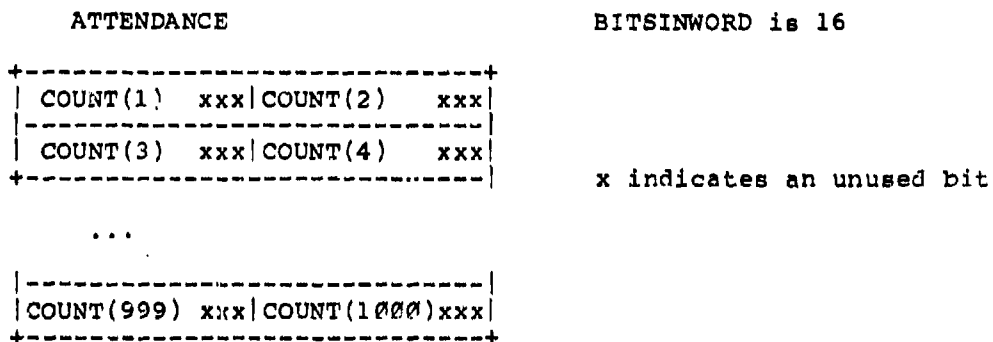 ATTENDANCE BITSINWORD is 16
+-----------------------------+
| COUNT(1) xxx|COUNT(2) xxx|
|-----------------------------|
| COUNT(3) xxx|COUNT(4) xxx|
+-----------------------------|
x indicates an unused bit
...
|-----------------------------|
|COUNT(999) xxx|COUNT(1000)xxx|
+-----------------------------+